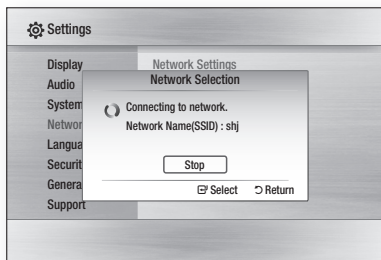 Settings
Display
Network Settings
Audio
Network Selection
System
Connecting to network.
Networ
Network Name(SSID) : shj
Langua
Securit
Stop
Genera
Select
Return
Support